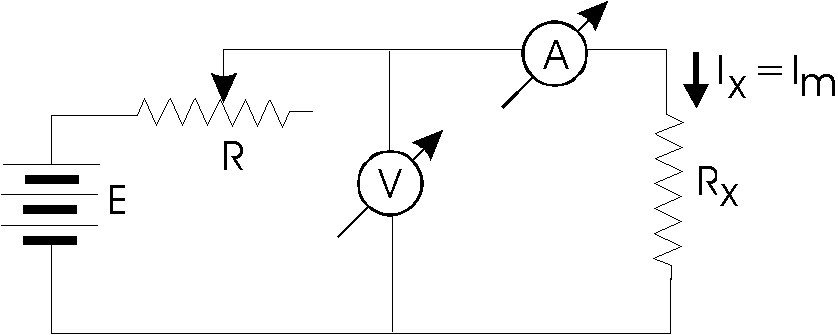 A
I_X = I_m
R
V
E
R_X